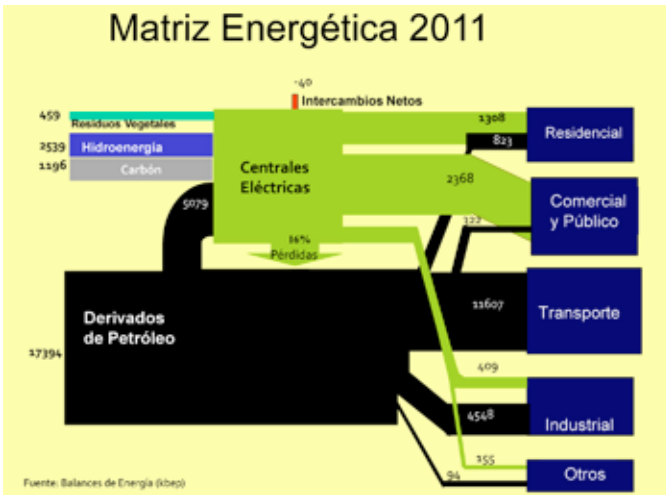 Matriz Energética 2011
-40
Intercambios Netos
459
Residuos Vegetales
2539
Hidroenergia
1196
Carbón
Centrales
Eléctricas
5079
16%
Pérdidas
1308
823
Residencial
2368
322
Comercial
y Público
Derivados
de Petróleo
17394
11607
Transporte
409
4548
Industrial
155
94
Otros
Fuente: Balances de Energía (kbep)